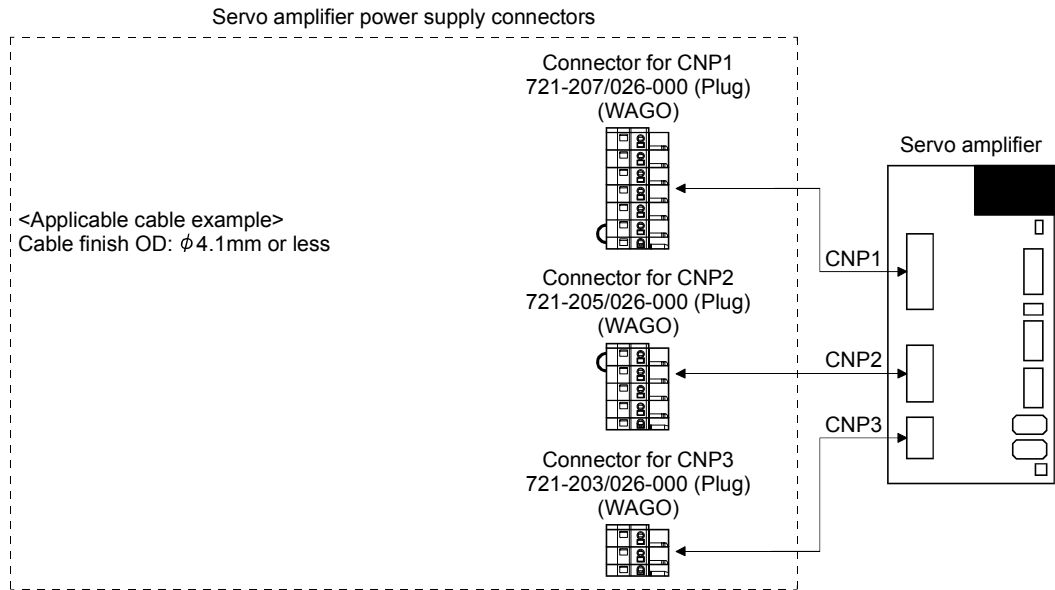 Servo amplifier power supply connectors
Connector for CNP1
721-207/026-000 (Plug)
(WAGO)
Servo amplifier
<Applicable cable example>
Cable finish OD: ϕ4.1mm or less
CNP1
Connector for CNP2
721-205/026-000 (Plug)
(WAGO)
CNP2
CNP3
Connector for CNP3
721-203/026-000 (Plug)
(WAGO)